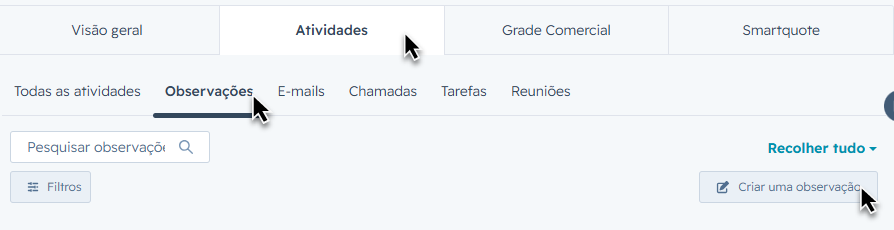 Visão geral Atividades Grade Comercial Smartquote
Todas as atividades Observações E-mails Chamadas Tarefas Reuniões
Pesquisar observaçõe Recolher tudo
Filtros Criar uma observação